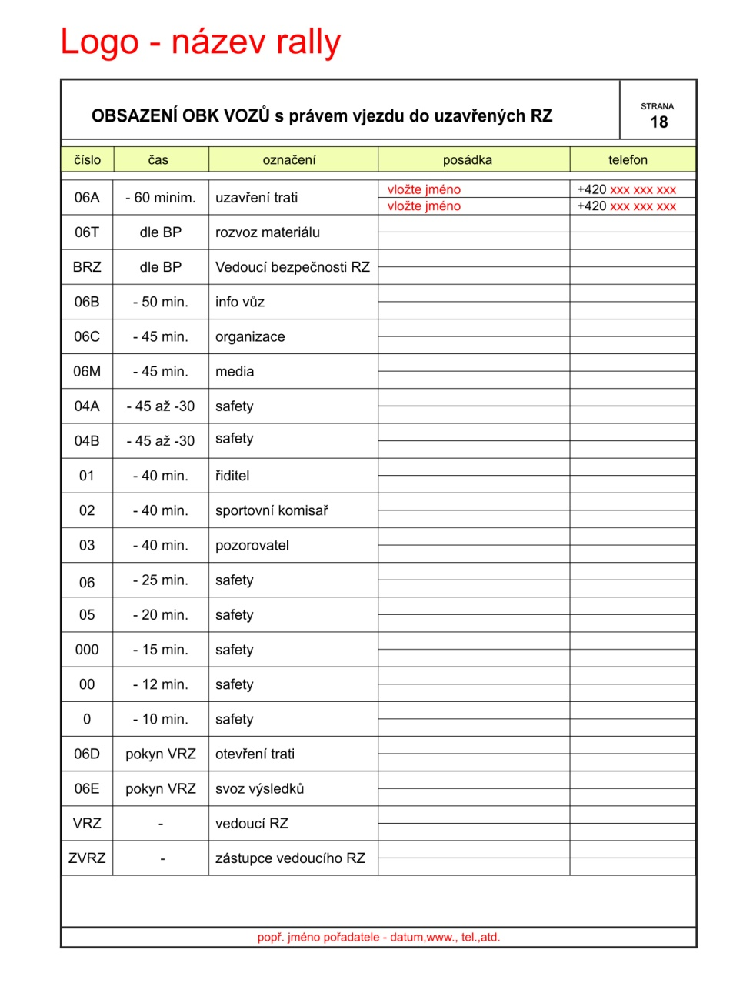 Logo - název rally
OBSAZENÍ OBK VOZŮ s právem vjezdu do uzavřených RZ
STRANA
18
číslo čas označení posádka telefon
06A - 60 minim. uzavření trati vložte jméno +420 xxx xxx xxx
vložte jméno +420 xxx xxx xxx
06T dle BP rozvoz materiálu
BRZ dle BP Vedoucí bezpečnosti RZ
06B - 50 min. info vůz
06C - 45 min. organizace
06M - 45 min. media
04A - 45 až -30 safety
04B - 45 až -30 safety
01 - 40 min. řiditel
02 - 40 min. sportovní komisař
03 - 40 min. pozorovatel
06 - 25 min. safety
05 - 20 min. safety
000 - 15 min. safety
00 - 12 min. safety
0 - 10 min. safety
06D pokyn VRZ otevření trati
06E pokyn VRZ svoz výsledků
VRZ - vedoucí RZ
ZVRZ - zástupce vedoucího RZ
popř. jméno pořadatele - datum,www., tel.,atd.